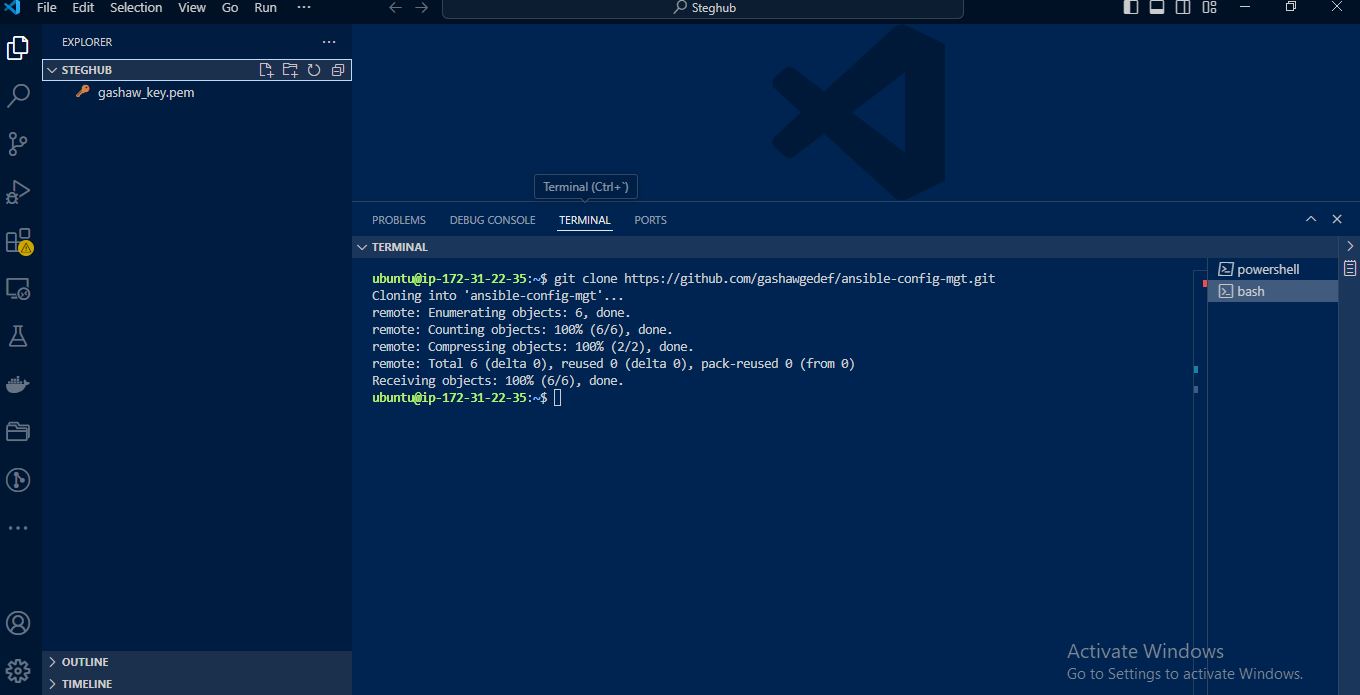 File Edit Selection View Go Run ···
Steghub
EXPLORER ···
STEGHUB
gashaw_key.pem
Terminal (Ctrl+`)
PROBLEMS DEBUG CONSOLE TERMINAL PORTS
TERMINAL
ubuntu@ip-172-31-22-35:~$ git clone https://github.com/gashawgedef/ansible-config-mgt.git
Cloning into 'ansible-config-mgt'...
remote: Enumerating objects: 6, done.
remote: Counting objects: 100% (6/6), done.
remote: Compressing objects: 100% (2/2), done.
remote: Total 6 (delta 0), reused 0 (delta 0), pack-reused 0 (from 0)
Receiving objects: 100% (6/6), done.
ubuntu@ip-172-31-22-35:~$
powershell
bash
OUTLINE
TIMELINE
Activate Windows
Go to Settings to activate Windows.